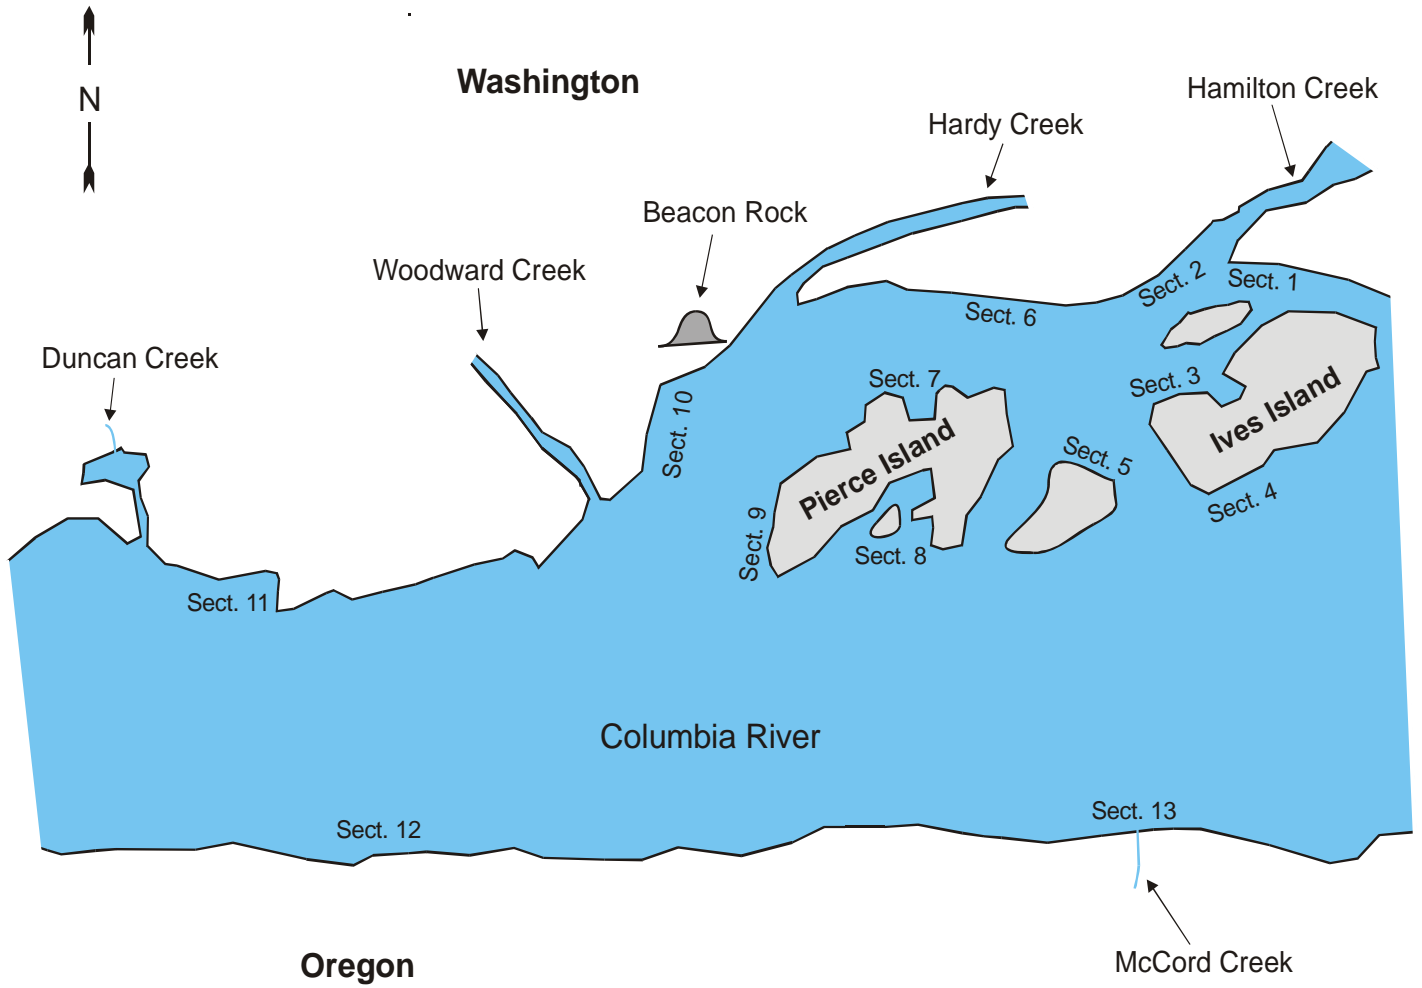 Washington
N
Hamilton Creek
Hardy Creek
Beacon Rock
Woodward Creek
Duncan Creek
Sect. 2
Sect. 1
Sect. 6
Sect. 3
Sect. 7
Sect. 10
Ives Island
Pierce Island
Sect. 5
Sect. 4
Sect. 9
Sect. 8
Sect. 11
Columbia River
Sect. 13
Sect. 12
Oregon
McCord Creek